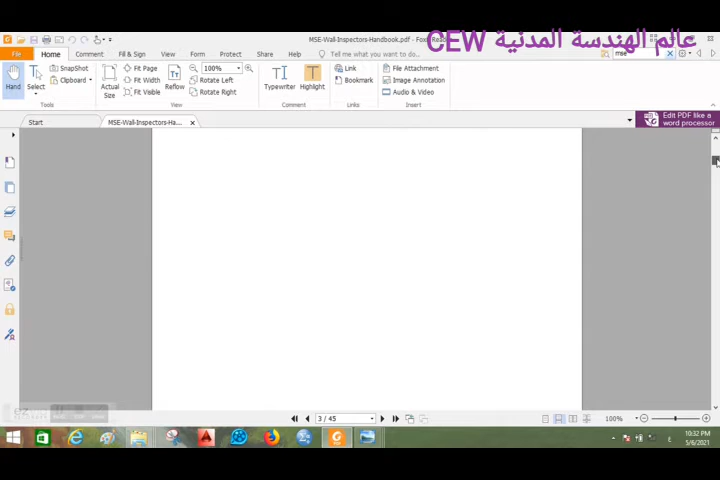 MSE-Wall-Inspectors-Handbook.pdf - Foxit Reader
عالم الهندسة المدنية CEW
File Home Comment Fill & Sign View Form Protect Share Help Tell me what you want to do... mse
Hand
Select
SnapShot
Clipboard
Actual Size
Fit Page
Fit Width
Fit Visible
Reflow
100%
Rotate Left
Rotate Right
Typewriter
Highlight
Link
Bookmark
File Attachment
Image Annotation
Audio & Video
Tools View Comment Links Insert
Start MSE-Wall-Inspectors-Ha...
Edit PDF like a
word processor
3 / 45 100%
10:32 PM
5/6/2021